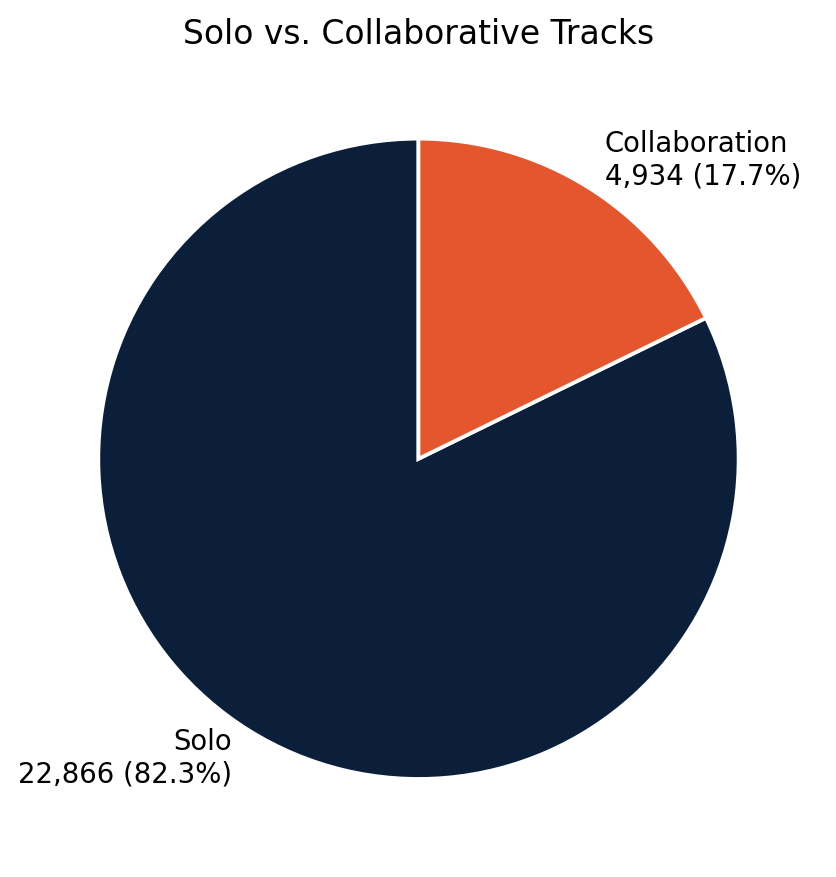 Solo vs. Collaborative Tracks
Collaboration
4,934 (17.7%)
Solo
22,866 (82.3%)